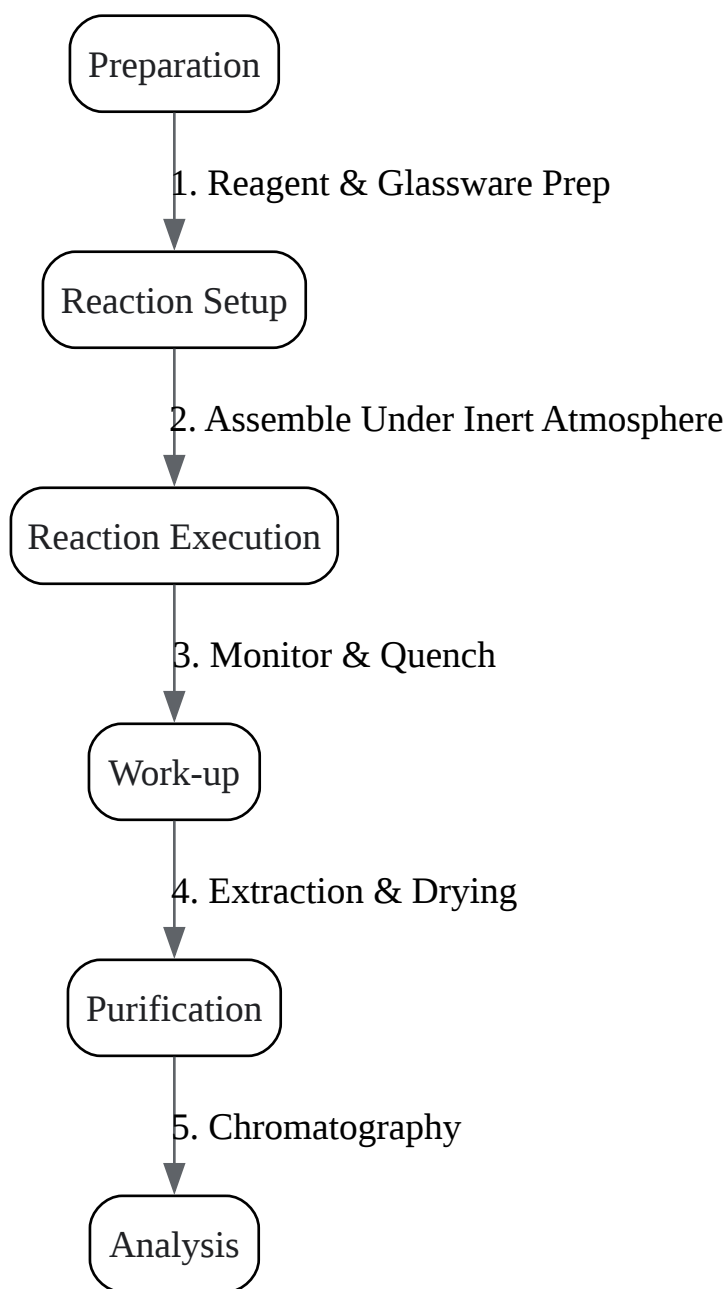 Preparation
1. Reagent & Glassware Prep
Reaction Setup
2. Assemble Under Inert Atmosphere
Reaction Execution
3. Monitor & Quench
Work-up
4. Extraction & Drying
Purification
5. Chromatography
Analysis